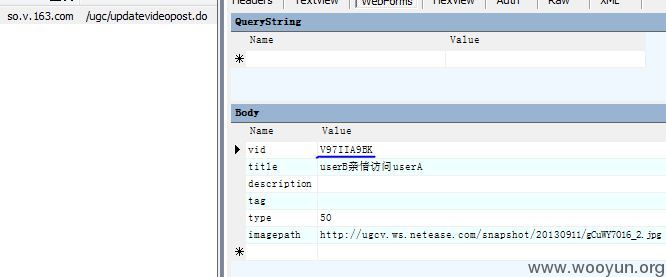 Headers TextView WebForms HexView Auth Raw XML
so.v.163.com /ugc/updatevideopost.do
QueryString
Name Value
*
Body
Name Value
vid V97IIA9BK
title userB亲情访问userA
description
tag
type 50
imagepath http://ugcv.ws.netease.com/snapshot/20130911/gCuWY7016_2.jpg
*
www.wooyun.org